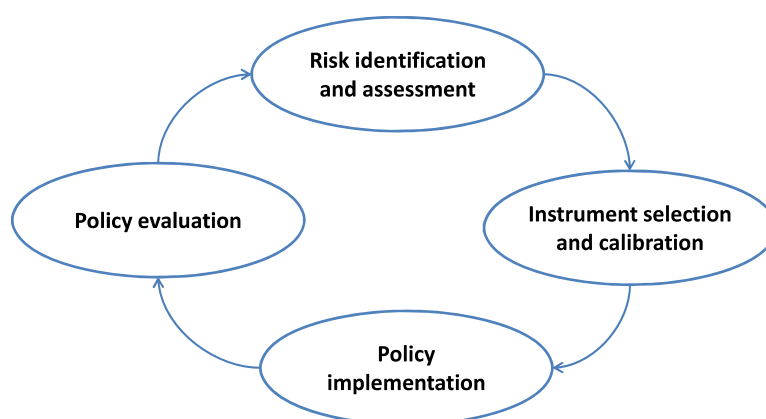 Risk identification
and assessment
Policy evaluation
Instrument selection
and calibration
Policy
implementation